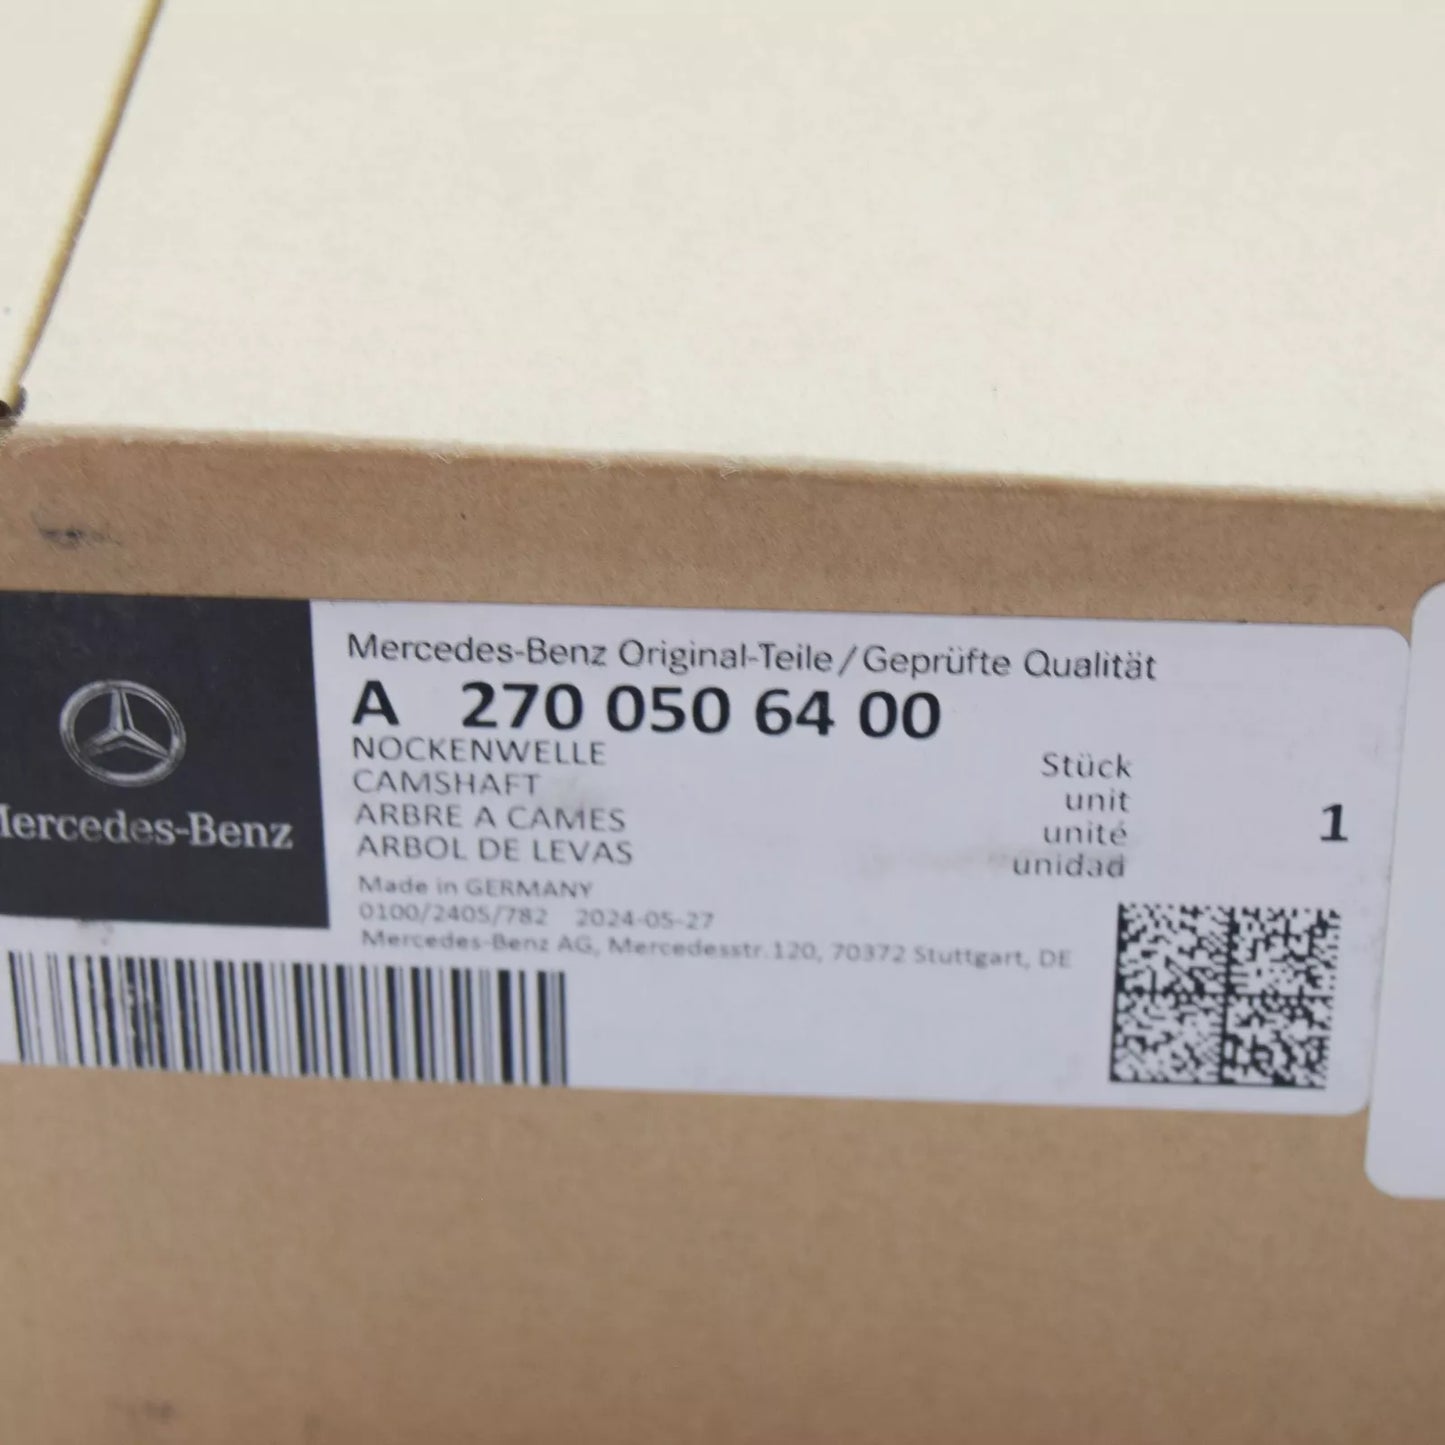 Mercedes-Benz
Mercedes-Benz Original-Teile/Geprüfte Qualität
A 270 050 64 00
NOCKENWELLE
CAMSHAFT
ARBRE A CAMES
ARBOL DE LEVAS
Stück
unit
unité
unidad
1
Made in GERMANY
0100/2405/782 2024-05-27
Mercedes-Benz AG, Mercedesstr.120, 70372 Stuttgart, DE